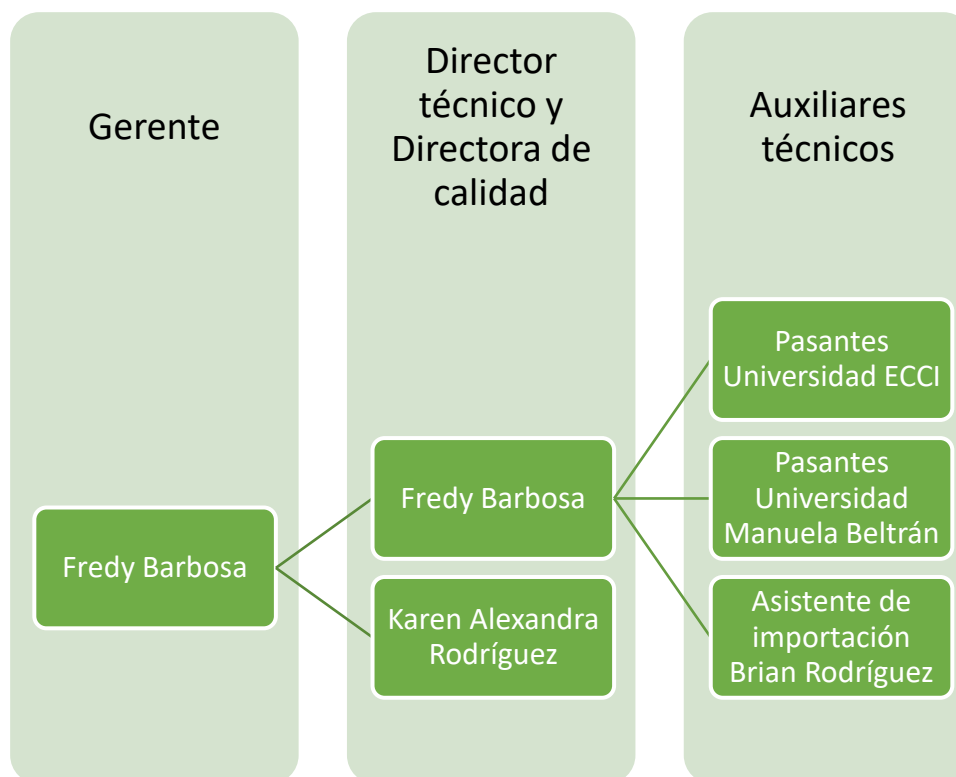 Gerente
Director
técnico y
Directora de
calidad
Auxiliares
técnicos
Fredy Barbosa
Fredy Barbosa
Karen Alexandra
Rodríguez
Pasantes
Universidad ECCI
Pasantes
Universidad
Manuela Beltrán
Asistente de
importación
Brian Rodríguez